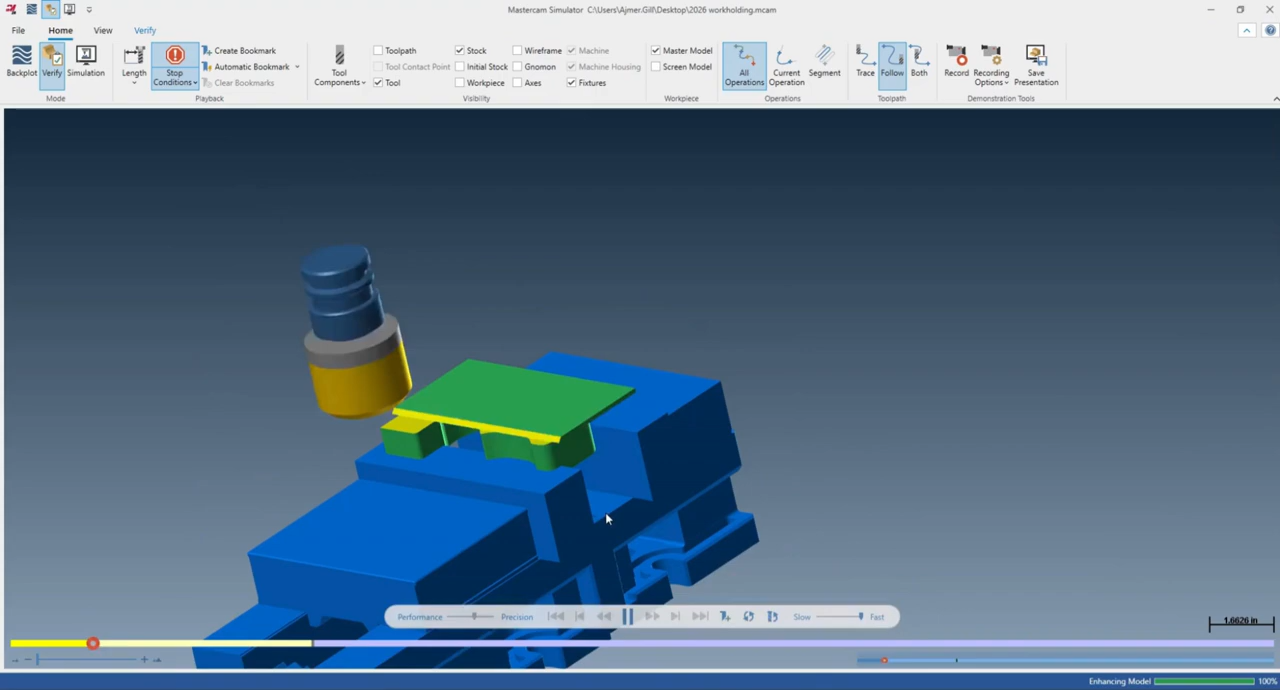 Mastercam Simulator C:\Users\Ajmer.Gill\Desktop\2026 workholding.mcam
File Home View Verify
Backplot Verify Simulation
Mode
Length Stop Conditions
Create Bookmark
Automatic Bookmark
Clear Bookmarks
Playback
Tool Components
Toolpath Stock Wireframe Machine
Tool Contact Point Initial Stock Gnomon Machine Housing
Tool Workpiece Axes Fixtures
Visibility
Master Model
Screen Model
Workpiece
All Operations Current Operation Segment
Operations
Trace Follow Both
Toolpath
Record Recording Options Save Presentation
Demonstration Tools
Performance Precision Slow Fast
1.6626 in
Enhancing Model 100%